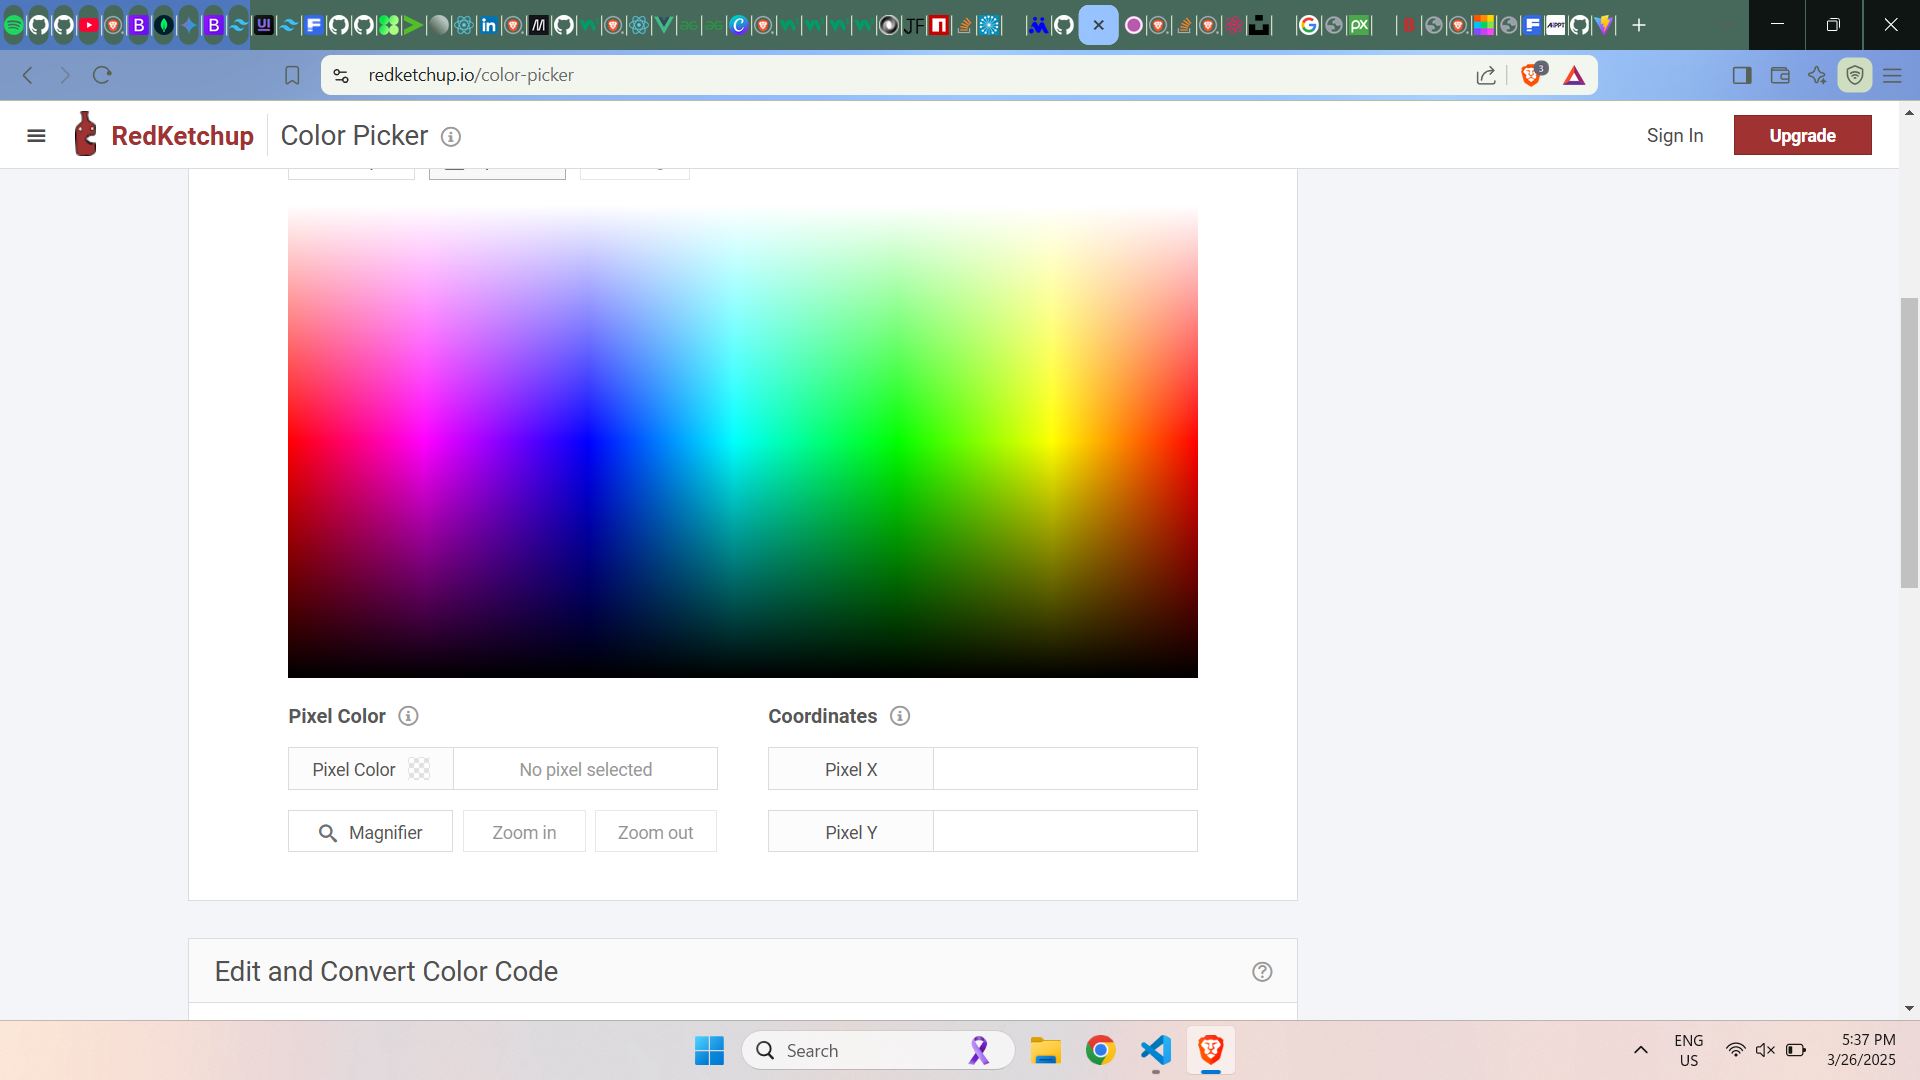 redketchup.io/color-picker
3
RedKetchup
Color Picker
Sign In
Upgrade
Pixel Color
Coordinates
Pixel Color
No pixel selected
Pixel X
Magnifier
Zoom in
Zoom out
Pixel Y
Edit and Convert Color Code
Search
ENG
US
5:37 PM
3/26/2025